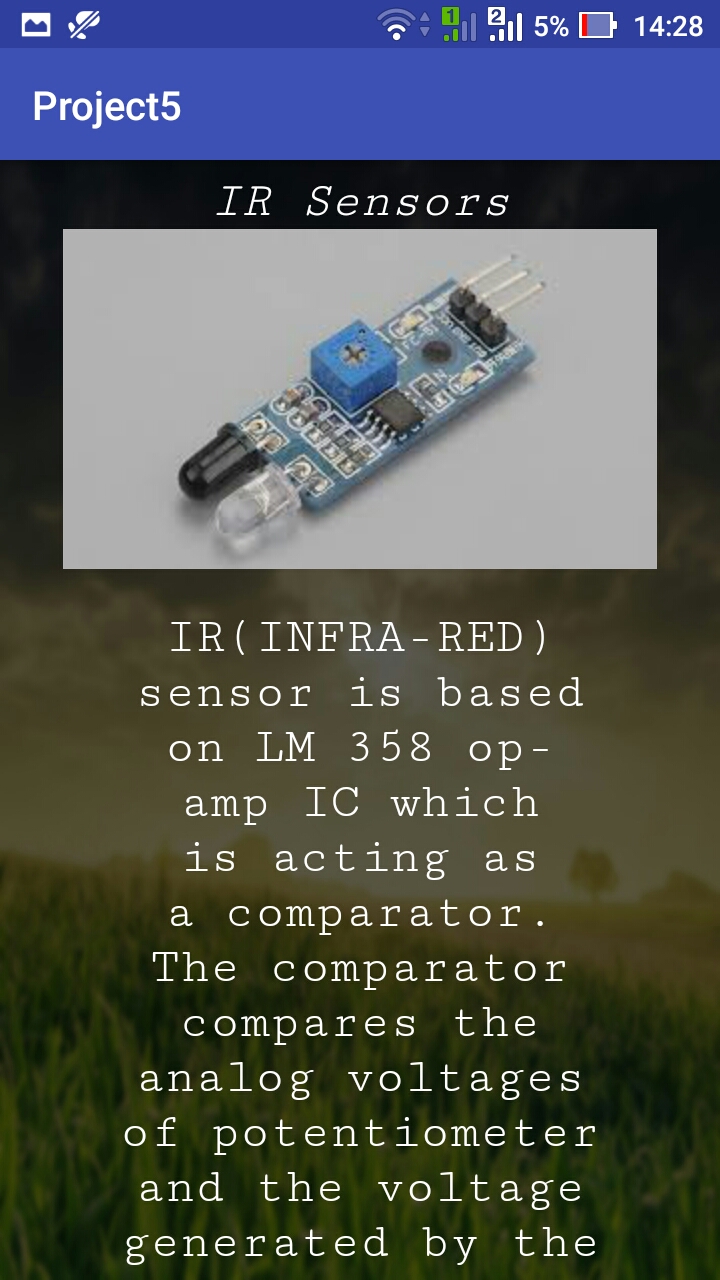 1 2 5% 14:28
Project5
IR Sensors
IR(INFRA-RED)
sensor is based
on LM 358 op-
amp IC which
is acting as
a comparator.
The comparator
compares the
analog voltages
of potentiometer
and the voltage
generated by the